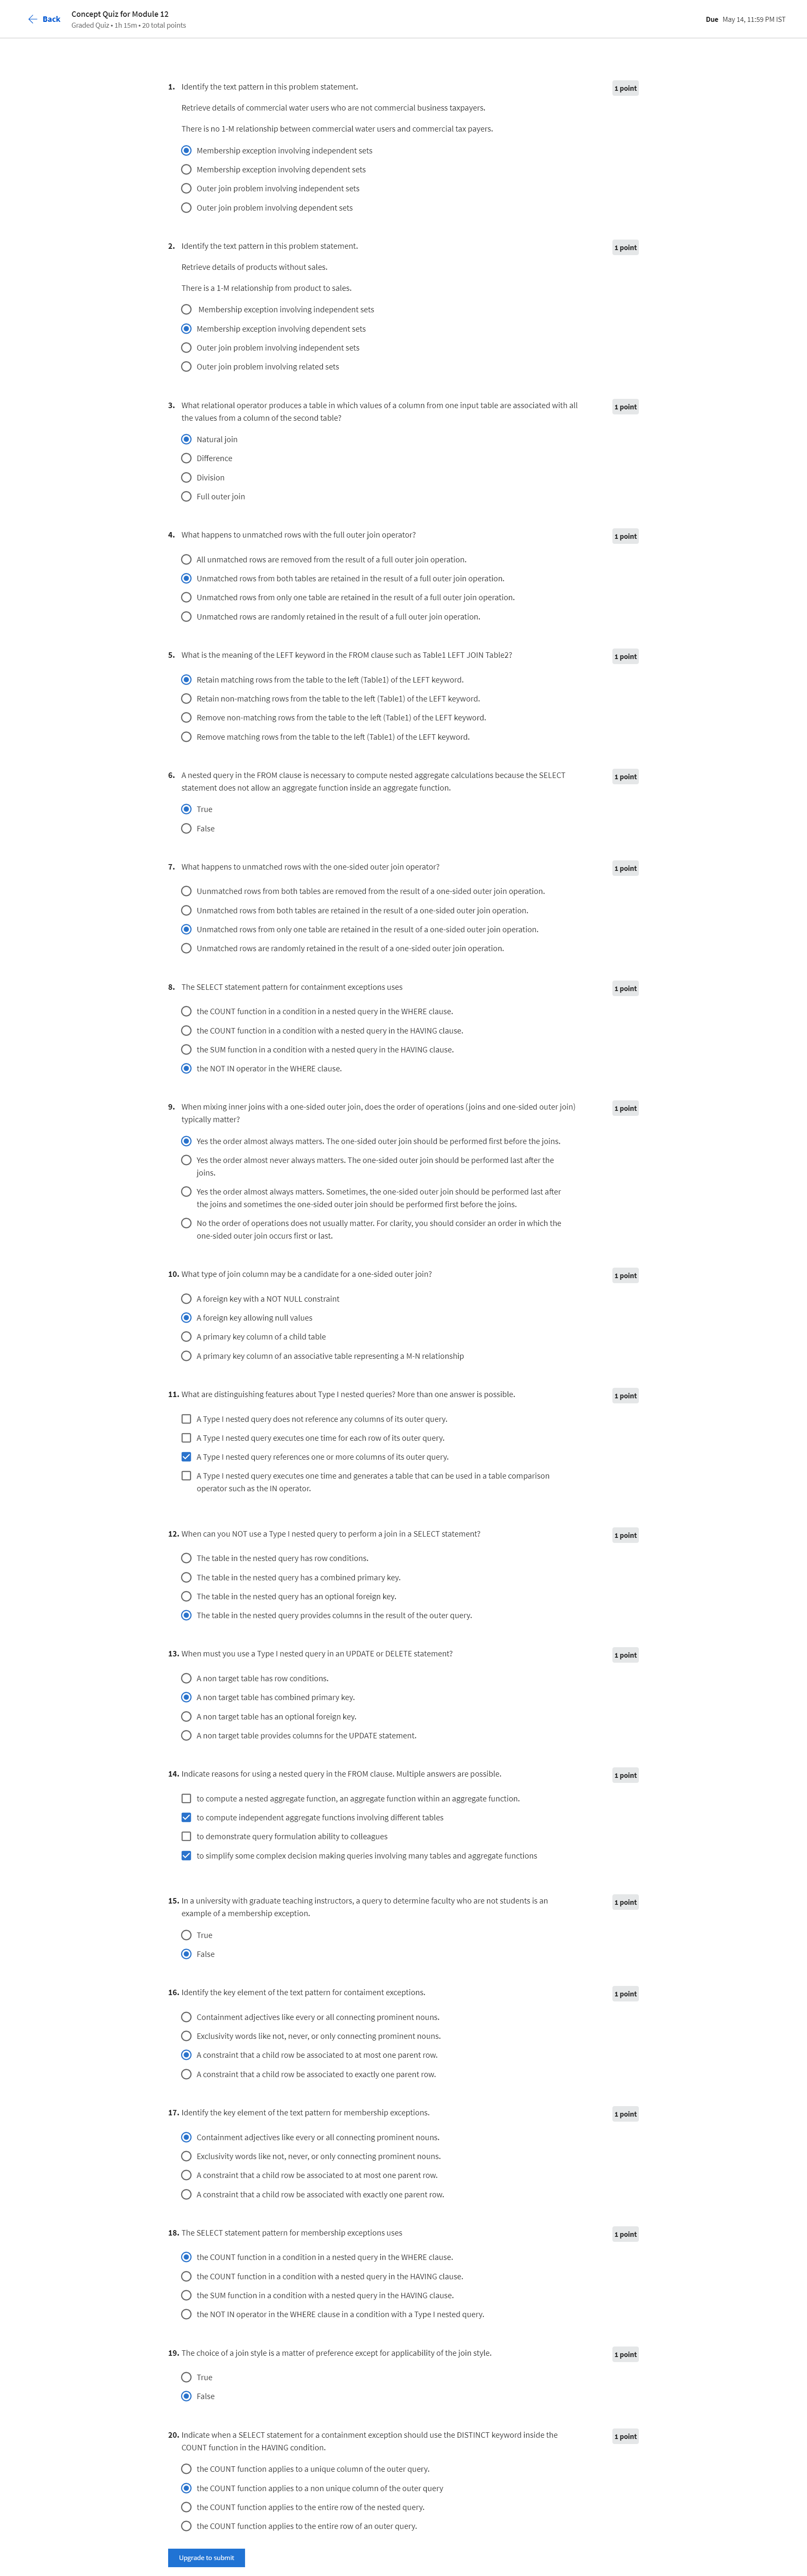 Back
Concept Quiz for Module 12
Graded Quiz • 1h 15m • 20 total points
Due May 14, 11:59 PM IST
1. Identify the text pattern in this problem statement.
1 point
Retrieve details of commercial water users who are not commercial business taxpayers.
There is no 1-M relationship between commercial water users and commercial tax payers.
Membership exception involving independent sets
Membership exception involving dependent sets
Outer join problem involving independent sets
Outer join problem involving dependent sets
2. Identify the text pattern in this problem statement.
1 point
Retrieve details of products without sales.
There is a 1-M relationship from product to sales.
Membership exception involving independent sets
Membership exception involving dependent sets
Outer join problem involving independent sets
Outer join problem involving related sets
3. What relational operator produces a table in which values of a column from one input table are associated with all
the values from a column of the second table?
1 point
Natural join
Difference
Division
Full outer join
4. What happens to unmatched rows with the full outer join operator?
1 point
All unmatched rows are removed from the result of a full outer join operation.
Unmatched rows from both tables are retained in the result of a full outer join operation.
Unmatched rows from only one table are retained in the result of a full outer join operation.
Unmatched rows are randomly retained in the result of a full outer join operation.
5. What is the meaning of the LEFT keyword in the FROM clause such as Table1 LEFT JOIN Table2?
1 point
Retain matching rows from the table to the left (Table1) of the LEFT keyword.
Retain non-matching rows from the table to the left (Table1) of the LEFT keyword.
Remove non-matching rows from the table to the left (Table1) of the LEFT keyword.
Remove matching rows from the table to the left (Table1) of the LEFT keyword.
6. A nested query in the FROM clause is necessary to compute nested aggregate calculations because the SELECT
statement does not allow an aggregate function inside an aggregate function.
1 point
True
False
7. What happens to unmatched rows with the one-sided outer join operator?
1 point
Uunmatched rows from both tables are removed from the result of a one-sided outer join operation.
Unmatched rows from both tables are retained in the result of a one-sided outer join operation.
Unmatched rows from only one table are retained in the result of a one-sided outer join operation.
Unmatched rows are randomly retained in the result of a one-sided outer join operation.
8. The SELECT statement pattern for containment exceptions uses
1 point
the COUNT function in a condition in a nested query in the WHERE clause.
the COUNT function in a condition with a nested query in the HAVING clause.
the SUM function in a condition with a nested query in the HAVING clause.
the NOT IN operator in the WHERE clause.
9. When mixing inner joins with a one-sided outer join, does the order of operations (joins and one-sided outer join)
typically matter?
1 point
Yes the order almost always matters. The one-sided outer join should be performed first before the joins.
Yes the order almost never always matters. The one-sided outer join should be performed last after the
joins.
Yes the order almost always matters. Sometimes, the one-sided outer join should be performed last after
the joins and sometimes the one-sided outer join should be performed first before the joins.
No the order of operations does not usually matter. For clarity, you should consider an order in which the
one-sided outer join occurs first or last.
10. What type of join column may be a candidate for a one-sided outer join?
1 point
A foreign key with a NOT NULL constraint
A foreign key allowing null values
A primary key column of a child table
A primary key column of an associative table representing a M-N relationship
11. What are distinguishing features about Type I nested queries? More than one answer is possible.
1 point
A Type I nested query does not reference any columns of its outer query.
A Type I nested query executes one time for each row of its outer query.
A Type I nested query references one or more columns of its outer query.
A Type I nested query executes one time and generates a table that can be used in a table comparison
operator such as the IN operator.
12. When can you NOT use a Type I nested query to perform a join in a SELECT statement?
1 point
The table in the nested query has row conditions.
The table in the nested query has a combined primary key.
The table in the nested query has an optional foreign key.
The table in the nested query provides columns in the result of the outer query.
13. When must you use a Type I nested query in an UPDATE or DELETE statement?
1 point
A non target table has row conditions.
A non target table has combined primary key.
A non target table has an optional foreign key.
A non target table provides columns for the UPDATE statement.
14. Indicate reasons for using a nested query in the FROM clause. Multiple answers are possible.
1 point
to compute a nested aggregate function, an aggregate function within an aggregate function.
to compute independent aggregate functions involving different tables
to demonstrate query formulation ability to colleagues
to simplify some complex decision making queries involving many tables and aggregate functions
15. In a university with graduate teaching instructors, a query to determine faculty who are not students is an
example of a membership exception.
1 point
True
False
16. Identify the key element of the text pattern for contaiment exceptions.
1 point
Containment adjectives like every or all connecting prominent nouns.
Exclusivity words like not, never, or only connecting prominent nouns.
A constraint that a child row be associated to at most one parent row.
A constraint that a child row be associated to exactly one parent row.
17. Identify the key element of the text pattern for membership exceptions.
1 point
Containment adjectives like every or all connecting prominent nouns.
Exclusivity words like not, never, or only connecting prominent nouns.
A constraint that a child row be associated to at most one parent row.
A constraint that a child row be associated with exactly one parent row.
18. The SELECT statement pattern for membership exceptions uses
1 point
the COUNT function in a condition in a nested query in the WHERE clause.
the COUNT function in a condition with a nested query in the HAVING clause.
the SUM function in a condition with a nested query in the HAVING clause.
the NOT IN operator in the WHERE clause in a condition with a Type I nested query.
19. The choice of a join style is a matter of preference except for applicability of the join style.
1 point
True
False
20. Indicate when a SELECT statement for a containment exception should use the DISTINCT keyword inside the
COUNT function in the HAVING condition.
1 point
the COUNT function applies to a unique column of the outer query.
the COUNT function applies to a non unique column of the outer query
the COUNT function applies to the entire row of the nested query.
the COUNT function applies to the entire row of an outer query.
Upgrade to submit